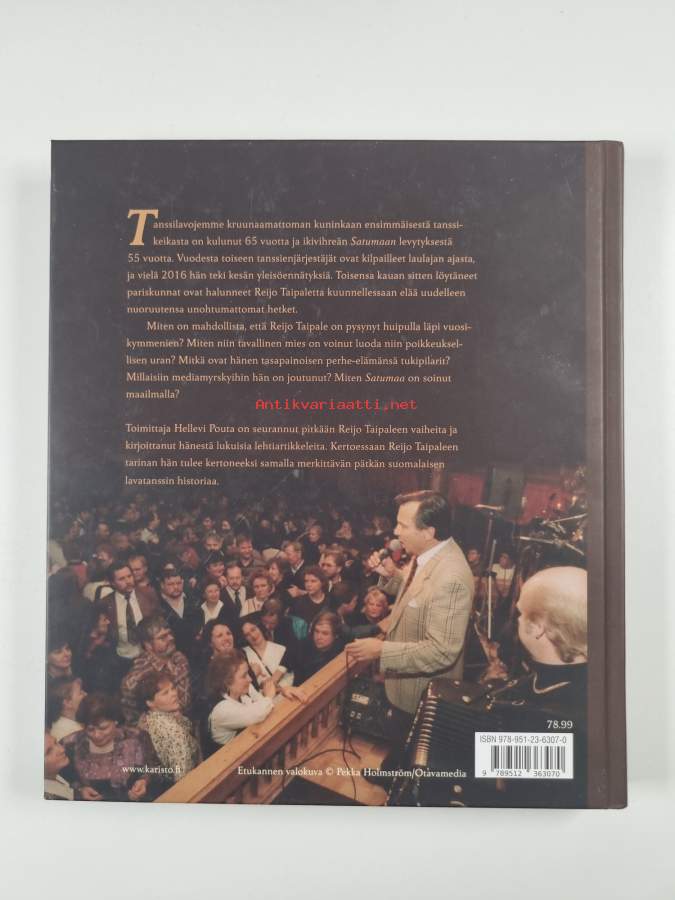 Tanssilavojemme kruunaamattoman kuninkaan ensimmäisestä tanssi-
keikasta on kulunut 65 vuotta ja ikivihreän Satumaan levytyksestä
55 vuotta. Vuodesta toiseen tanssienjärjestäjät ovat kilpailleet laulajan ajasta,
ja vielä 2016 hän teki kesän yleisöennätyksiä. Toisensa kauan sitten löytäneet
pariskunnat ovat halunneet Reijo Taipaletta kuunnellessaan elää uudelleen
nuoruutensa unohtumattomat hetket.
Miten on mahdollista, että Reijo Taipale on pysynyt huipulla läpi vuosi-
kymmenien? Miten niin tavallinen mies on voinut luoda niin poikkeuksel-
lisen uran? Mitkä ovat hänen tasapainoisen perhe-elämänsä tukipilarit?
Millaisiin mediamyrskyihin hän on joutunut? Miten Satumaa on soinut
maailmalla?
Antikvariaatti.net
Toimittaja Hellevi Pouta on seurannut pitkään Reijo Taipaleen vaiheita ja
kirjoittanut hänestä lukuisia lehtiartikkeleita. Kertoessaan Reijo Taipaleen
tarinan hän tulee kertoneeksi samalla merkittävän pätkän suomalaisen
lavatanssin historiaa.
78.99
ISBN 978-951-23-6307-0
9 789512 363070
www.karisto.fi
Etukannen valokuva © Pekka Holmström/Otavamedia